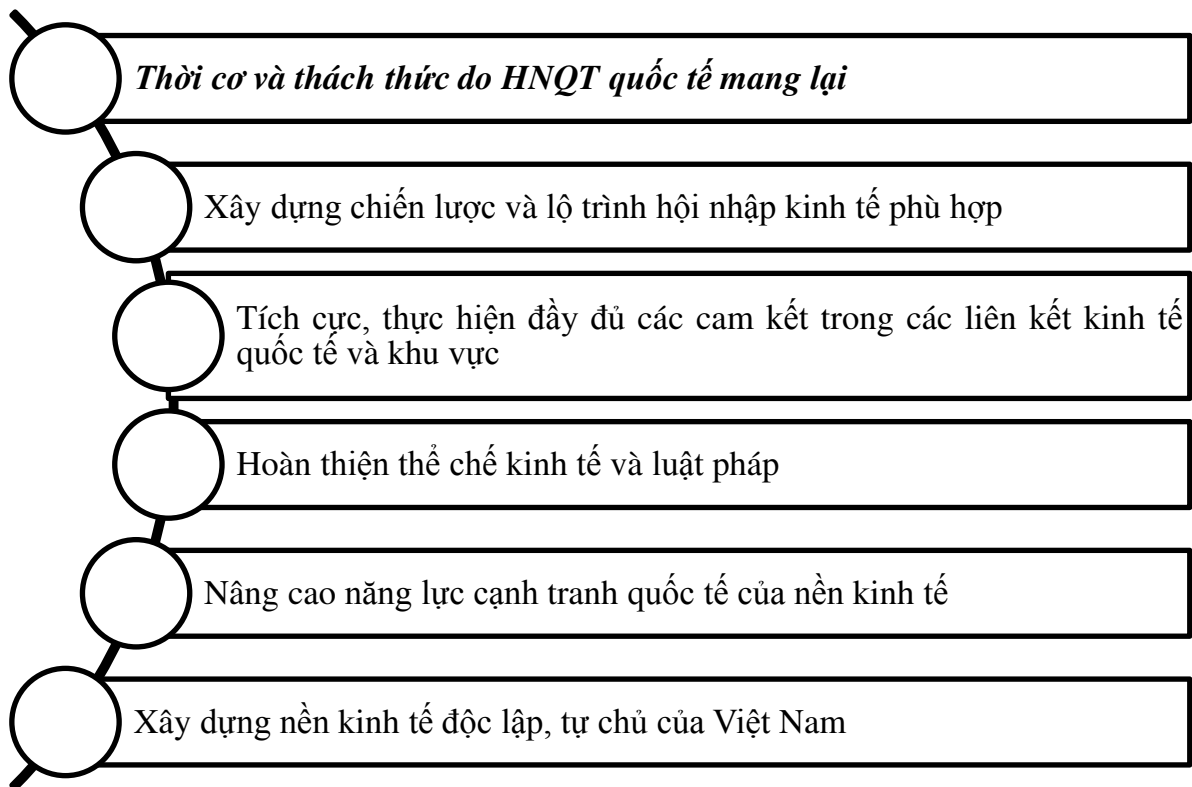 Thời cơ và thách thức do HNQT quốc tế mang lại
Xây dựng chiến lược và lộ trình hội nhập kinh tế phù hợp
Tích cực, thực hiện đầy đủ các cam kết trong các liên kết kinh tế
quốc tế và khu vực
Hoàn thiện thể chế kinh tế và luật pháp
Nâng cao năng lực cạnh tranh quốc tế của nền kinh tế
Xây dựng nền kinh tế độc lập, tự chủ của Việt Nam